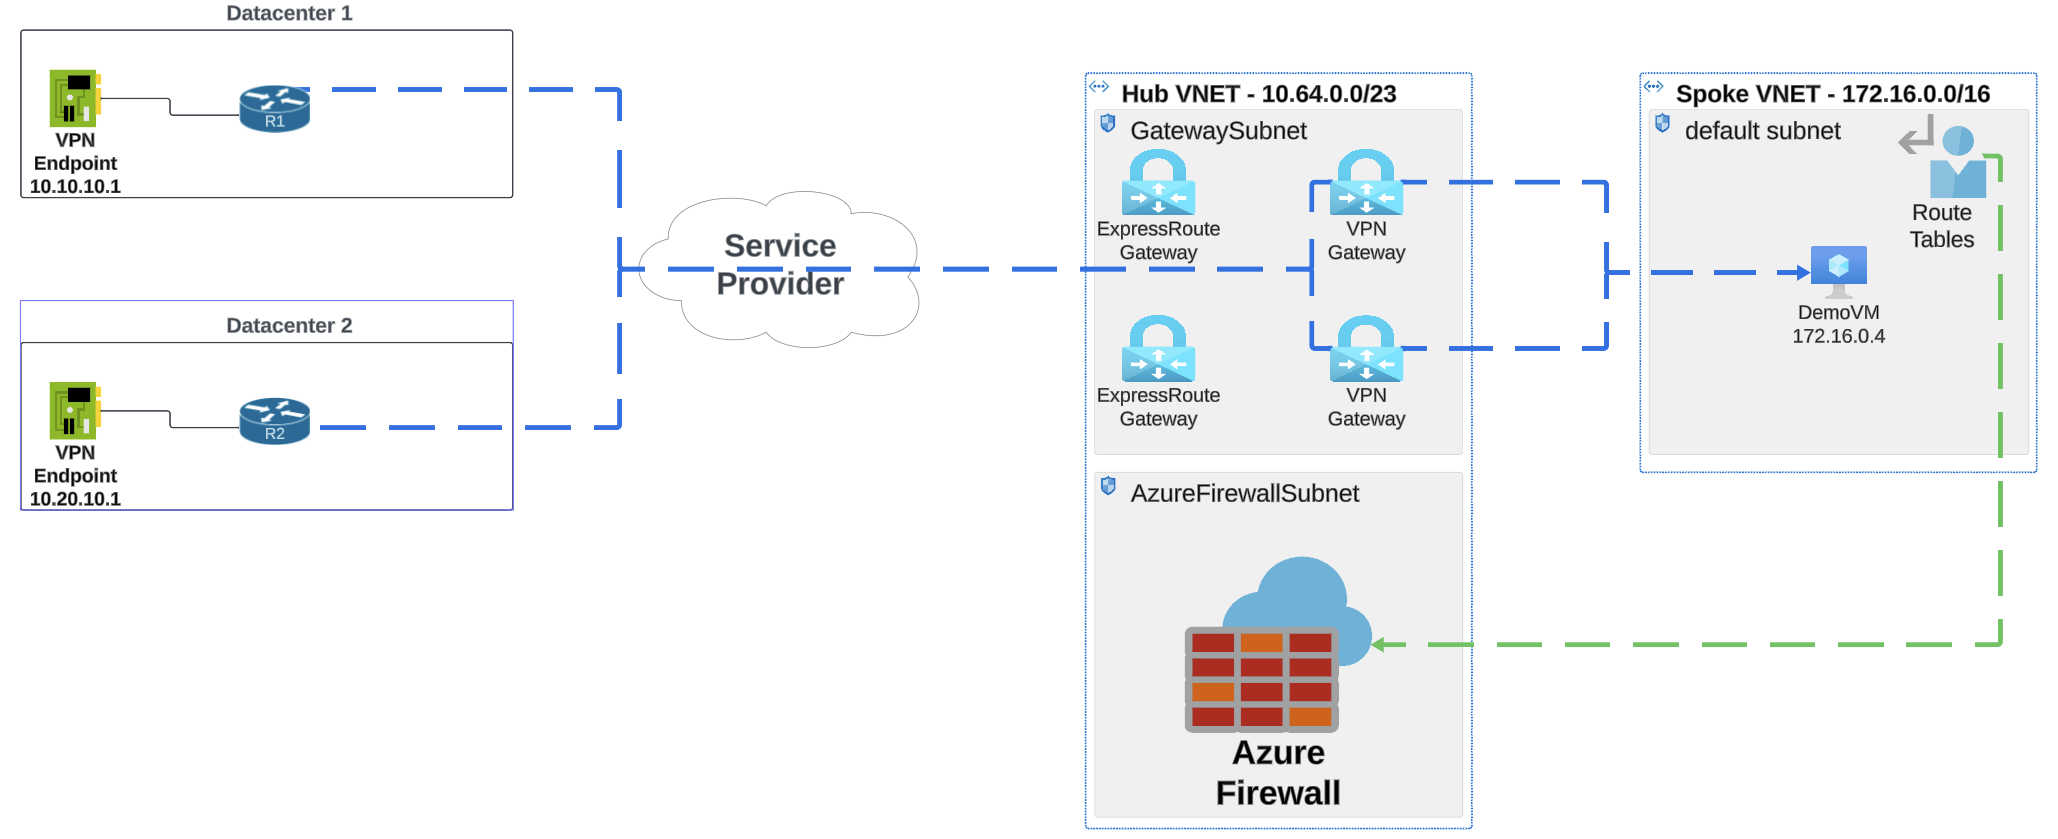 Datacenter 1
VPN
Endpoint
10.10.10.1
R1
Datacenter 2
VPN
Endpoint
10.20.10.1
R2
Service
Provider
Hub VNET - 10.64.0.0/23
GatewaySubnet
ExpressRoute
Gateway
VPN
Gateway
ExpressRoute
Gateway
VPN
Gateway
AzureFirewallSubnet
Azure
Firewall
Spoke VNET - 172.16.0.0/16
default subnet
Route
Tables
DemoVM
172.16.0.4